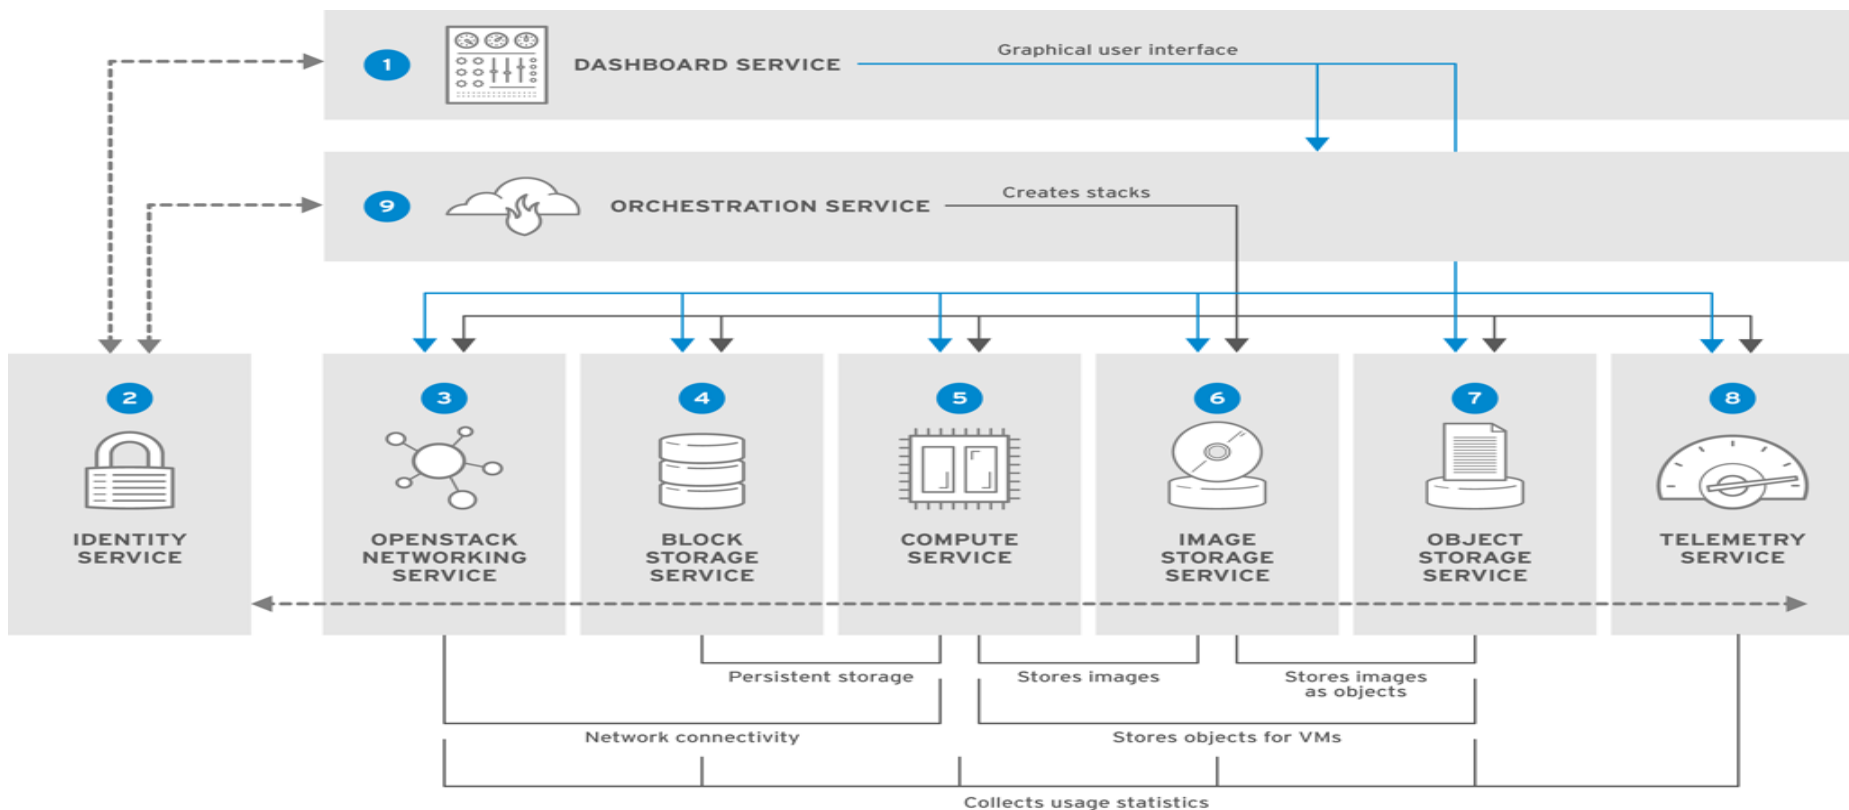 1
DASHBOARD SERVICE
Graphical user interface
9
ORCHESTRATION SERVICE
Creates stacks
2
IDENTITY
SERVICE
3
OPENSTACK
NETWORKING
SERVICE
4
BLOCK
STORAGE
SERVICE
5
COMPUTE
SERVICE
6
IMAGE
STORAGE
SERVICE
7
OBJECT
STORAGE
SERVICE
8
TELEMETRY
SERVICE
Persistent storage
Stores images
Stores images
as objects
Network connectivity
Stores objects for VMs
Collects usage statistics